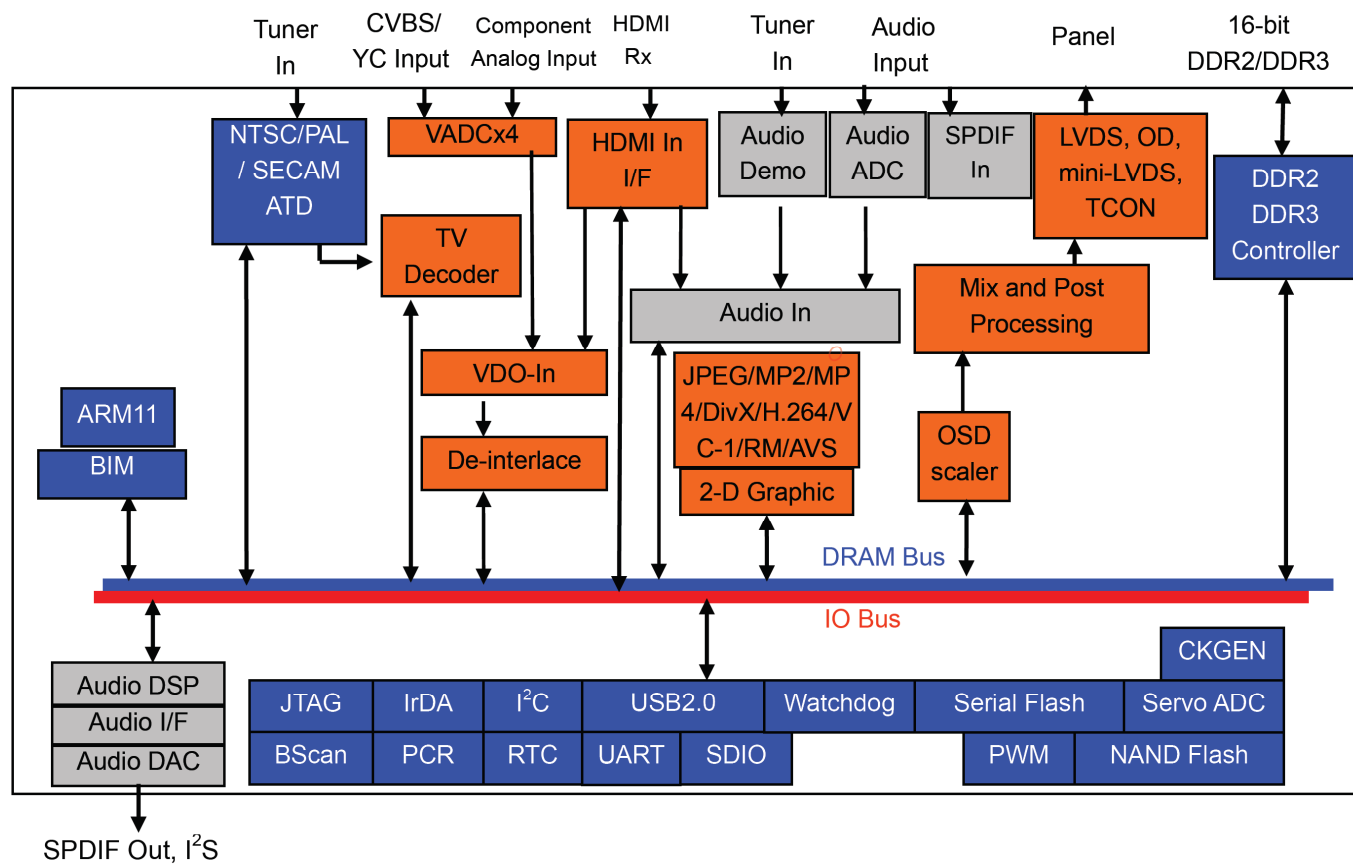 Tuner
In
CVBS/
YC Input
Component
Analog Input
HDMI
Rx
Tuner
In
Audio
Input
Panel
16-bit
DDR2/DDR3
NTSC/PAL
/ SECAM
ATD
VADCx4
HDMI In
I/F
Audio
Demo
Audio
ADC
SPDIF
In
LVDS, OD,
mini-LVDS,
TCON
DDR2
DDR3
Controller
TV
Decoder
Audio In
Mix and Post
Processing
VDO-In
JPEG/MP2/MP
4/DivX/H.264/V
C-1/RM/AVS
ARM11
BIM
De-interlace
2-D Graphic
OSD
scaler
DRAM Bus
IO Bus
CKGEN
Audio DSP
Audio I/F
Audio DAC
JTAG
IrDA
I²C
USB2.0
Watchdog
Serial Flash
Servo ADC
BScan
PCR
RTC
UART
SDIO
PWM
NAND Flash
SPDIF Out, I²S